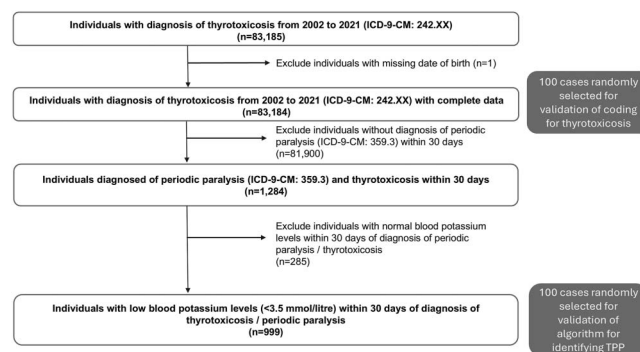 Individuals with diagnosis of thyrotoxicosis from 2002 to 2021 (ICD-9-CM: 242.XX)
(n=83,185)
Exclude individuals with missing date of birth (n=1)
Individuals with diagnosis of thyrotoxicosis from 2002 to 2021 (ICD-9-CM: 242.XX) with complete data
(n=83,184)
100 cases randomly
selected for
validation of coding
for thyrotoxicosis
Exclude individuals without diagnosis of periodic
paralysis (ICD-9-CM: 359.3) within 30 days
(n=81,900)
Individuals diagnosed of periodic paralysis (ICD-9-CM: 359.3) and thyrotoxicosis within 30 days
(n=1,284)
Exclude individuals with normal blood potassium
levels within 30 days of diagnosis of periodic
paralysis / thyrotoxicosis
(n=285)
Individuals with low blood potassium levels (<3.5 mmol/litre) within 30 days of diagnosis of
thyrotoxicosis / periodic paralysis
(n=999)
100 cases randomly
selected for
validation of
algorithm for
identifying TPP